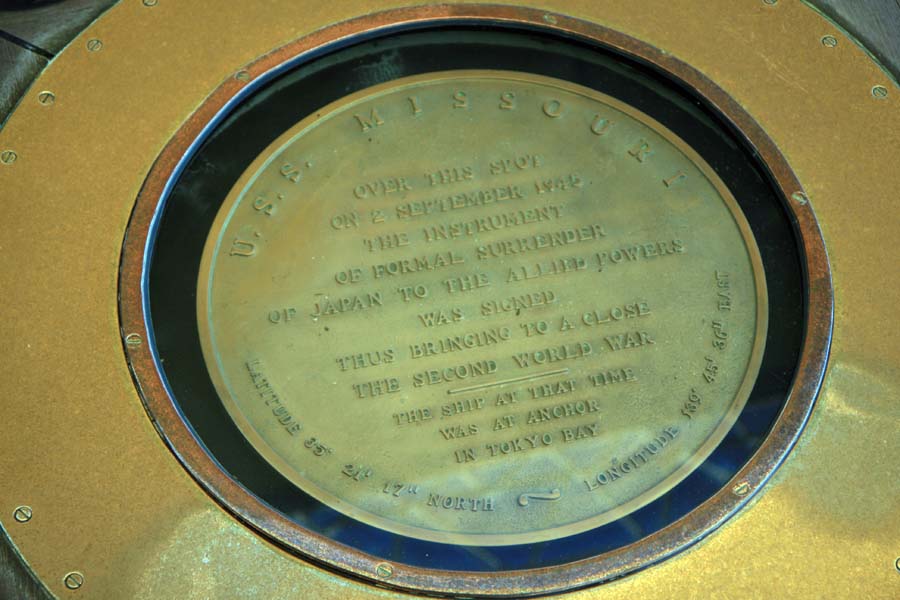 U.S.S. MISSOURI
OVER THIS SPOT
ON 2 SEPTEMBER 1945
THE INSTRUMENT
OF FORMAL SURRENDER
OF JAPAN TO THE ALLIED POWERS
WAS SIGNED
THUS BRINGING TO A CLOSE
THE SECOND WORLD WAR
THE SHIP AT THAT TIME
WAS AT ANCHOR
IN TOKYO BAY
LATITUDE 35° 21' 17" NORTH ~ LONGITUDE 139° 45' 36" EAST